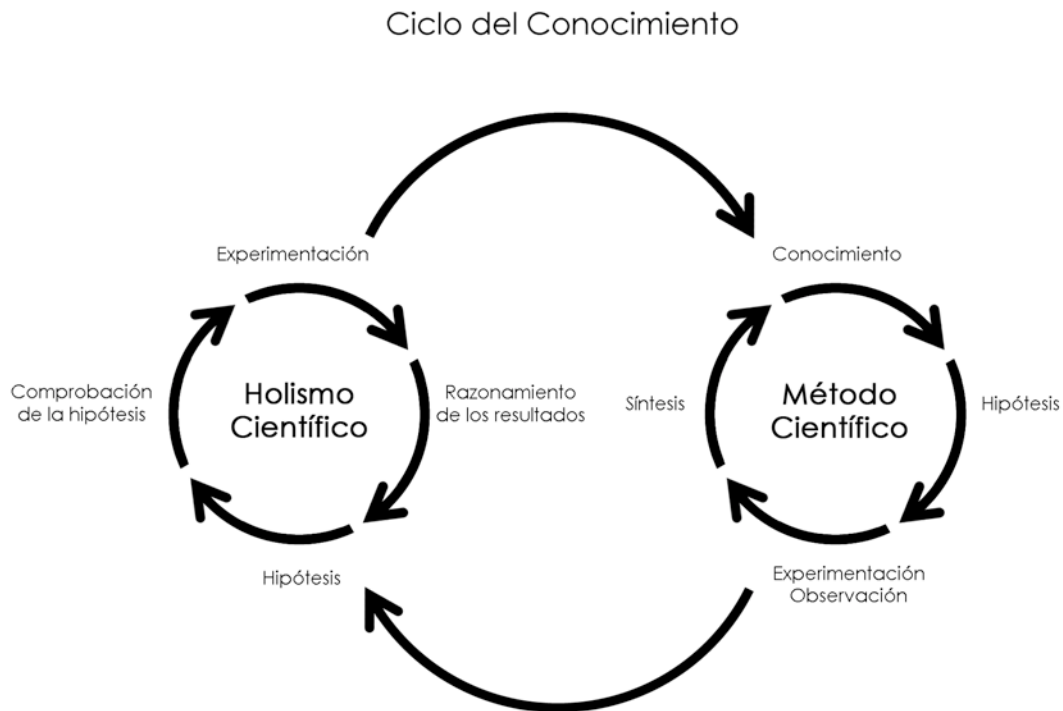 Ciclo del Conocimiento
Experimentación
Comprobación
de la hipótesis
Holismo
Científico
Razonamiento
de los resultados
Hipótesis
Conocimiento
Síntesis
Método
Científico
Hipótesis
Experimentación
Observación